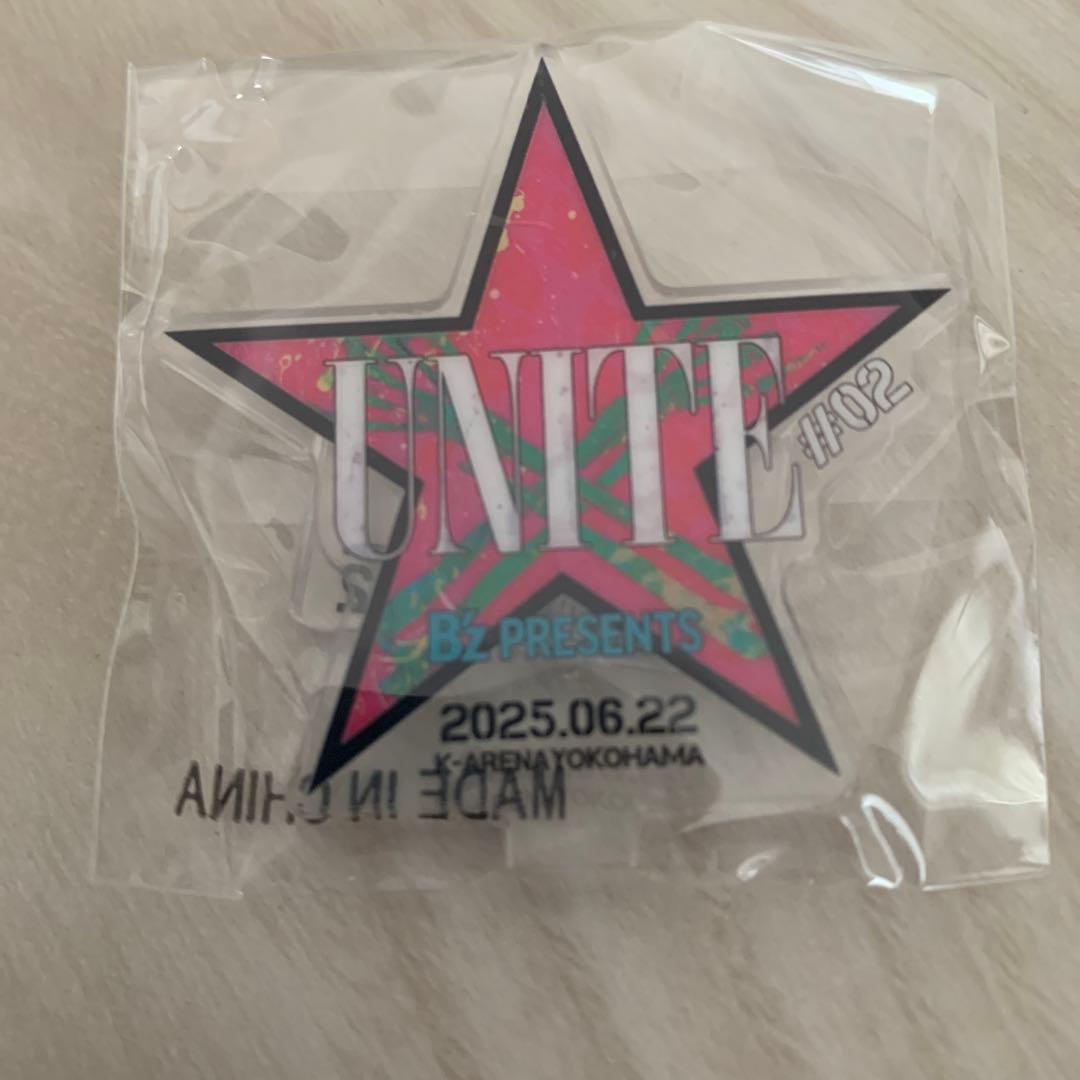 UNITE
#02
B'z PRESENTS
2025.06.22
K-ARENA YOKOHAMA
MADE IN CHINA